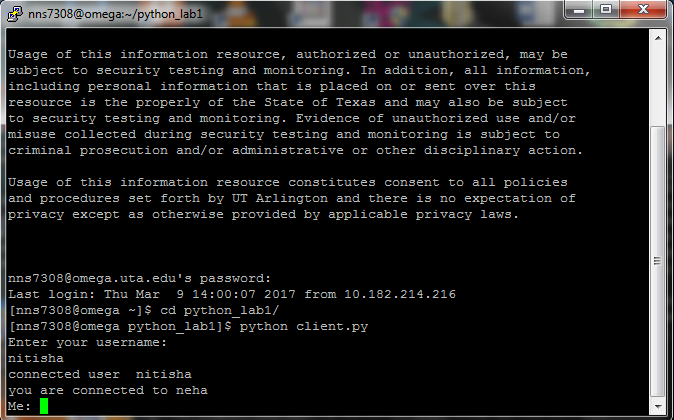 nns7308@omega:~/python_lab1
Usage of this information resource, authorized or unauthorized, may be
subject to security testing and monitoring. In addition, all information,
including personal information that is placed on or sent over this
resource is the properly of the State of Texas and may also be subject
to security testing and monitoring. Evidence of unauthorized use and/or
misuse collected during security testing and monitoring is subject to
criminal prosecution and/or administrative or other disciplinary action.
Usage of this information resource constitutes consent to all policies
and procedures set forth by UT Arlington and there is no expectation of
privacy except as otherwise provided by applicable privacy laws.
nns7308@omega.uta.edu's password:
Last login: Thu Mar  9 14:00:07 2017 from 10.182.214.216
[nns7308@omega ~]$ cd python_lab1/
[nns7308@omega python_lab1]$ python client.py
Enter your username:
nitisha
connected user  nitisha
you are connected to neha
Me: